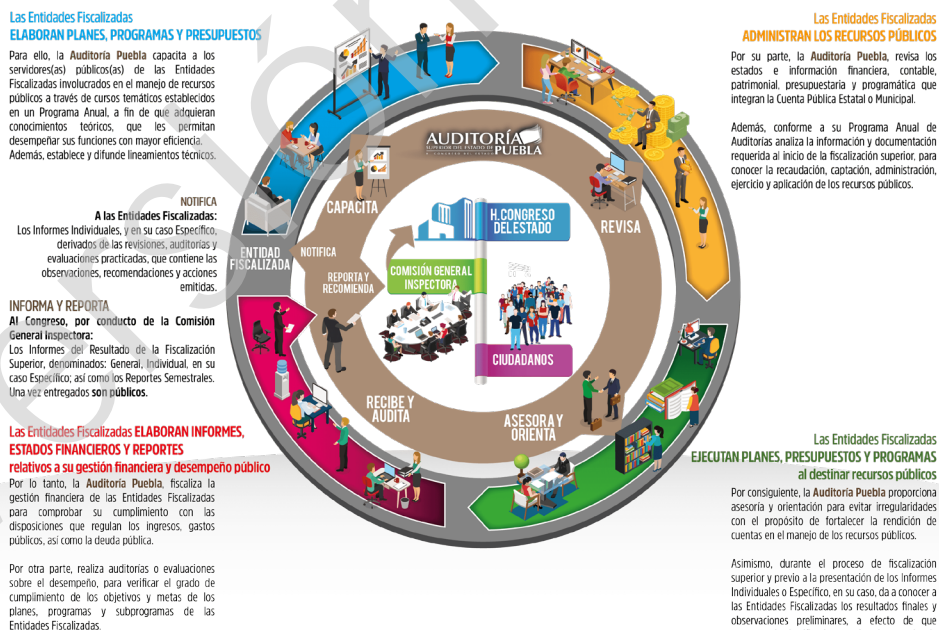 Las Entidades Fiscalizadas
ELABORAN PLANES, PROGRAMAS Y PRESUPUESTOS
Para ello, la Auditoría Puebla capacita a los
servidores(as) públicos(as) de las Entidades
Fiscalizadas involucrados en el manejo de recursos
públicos a través de cursos temáticos establecidos
en un Programa Anual, a fin de que adquieran
conocimientos teóricos, que les permitan
desempeñar sus funciones con mayor eficiencia.
Además, establece y difunde lineamientos técnicos.
NOTIFICA
A las Entidades Fiscalizadas:
Los Informes Individuales, y en su caso Específico,
derivados de las revisiones, auditorías y
evaluaciones practicadas, que contiene las
observaciones, recomendaciones y acciones
emitidas.
INFORMA Y REPORTA
Al Congreso, por conducto de la Comisión
General Inspectora:
Los Informes del Resultado de la Fiscalización
Superior, denominados: General, Individual, en su
caso Específico; así como los Reportes Semestrales.
Una vez entregados son públicos.
Las Entidades Fiscalizadas ELABORAN INFORMES,
ESTADOS FINANCIEROS Y REPORTES
relativos a su gestión financiera y desempeño público
Por lo tanto, la Auditoría Puebla, fiscaliza la
gestión financiera de las Entidades Fiscalizadas
para comprobar su cumplimiento con las
disposiciones que regulan los ingresos, gastos
públicos, así como la deuda pública.
Por otra parte, realiza auditorías o evaluaciones
sobre el desempeño, para verificar el grado de
cumplimiento de los objetivos y metas de los
planes, programas y subprogramas de las
Entidades Fiscalizadas.
AUDITORÍA
SUPERIOR DEL ESTADO DE PUEBLA
H. CONGRESO DEL ESTADO
CAPACITA
REVISA
ENTIDAD
FISCALIZADA
NOTIFICA
REPORTA Y
RECOMIENDA
H. CONGRESO
DEL ESTADO
COMISIÓN GENERAL
INSPECTORA
CIUDADANOS
RECIBE Y
AUDITA
ASESORA Y
ORIENTA
Las Entidades Fiscalizadas
ADMINISTRAN LOS RECURSOS PÚBLICOS
Por su parte, la Auditoría Puebla, revisa los
estados e información financiera, contable,
patrimonial, presupuestaria y programática que
integran la Cuenta Pública Estatal o Municipal.
Además, conforme a su Programa Anual de
Auditorías analiza la información y documentación
requerida al inicio de la fiscalización superior, para
conocer la recaudación, captación, administración,
ejercicio y aplicación de los recursos públicos.
Las Entidades Fiscalizadas
EJECUTAN PLANES, PRESUPUESTOS Y PROGRAMAS
al destinar recursos públicos
Por consiguiente, la Auditoría Puebla proporciona
asesoría y orientación para evitar irregularidades
con el propósito de fortalecer la rendición de
cuentas en el manejo de los recursos públicos.
Asimismo, durante el proceso de fiscalización
superior y previo a la presentación de los Informes
Individuales o Específico, en su caso, da a conocer a
las Entidades Fiscalizadas los resultados finales y
observaciones preliminares, a efecto de que